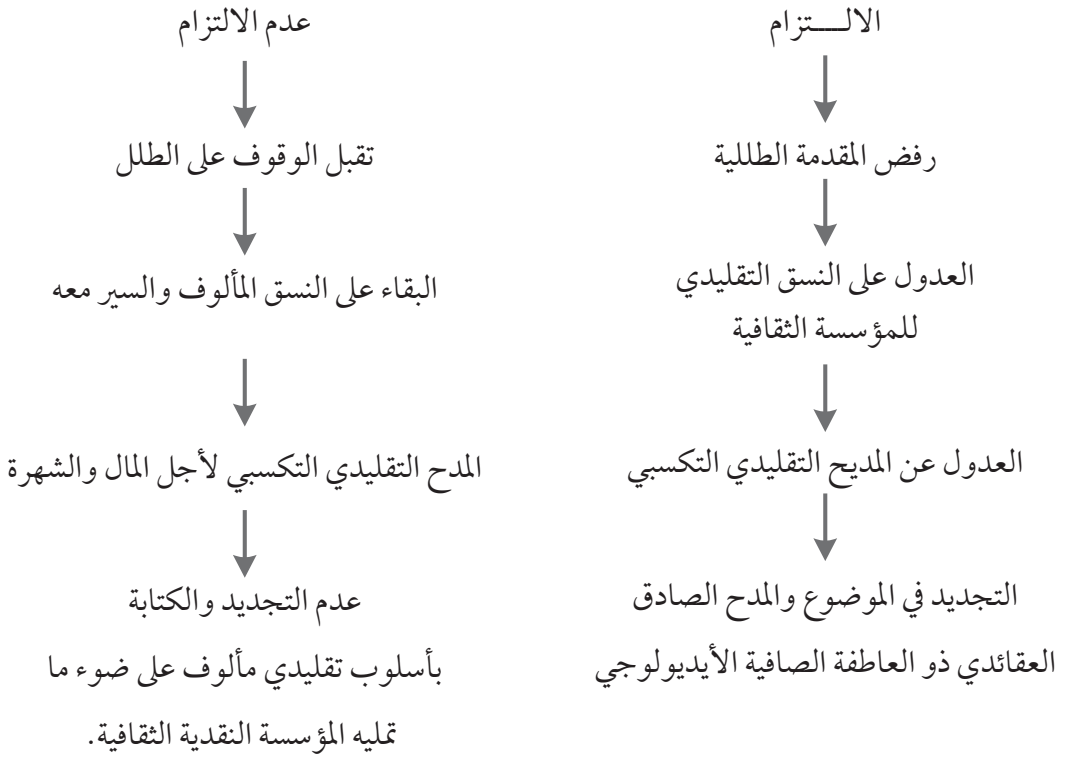 الالـــتزام
رفض المقدمة الطللية
العدول على النسق التقليدي
للمؤسسة الثقافية
العدول عن المديح التقليدي التكسبي
التجديد في الموضوع والمدح الصادق
العقائدي ذو العاطفة الصافية الأيديولوجي
عدم الالتزام
تقبل الوقوف على الطلل
البقاء على النسق المألوف والسير معه
المدح التقليدي التكسبي لأجل المال والشهرة
عدم التجديد والكتابة
بأسلوب تقليدي مألوف على ضوء ما
تمليه المؤسسة النقدية الثقافية.